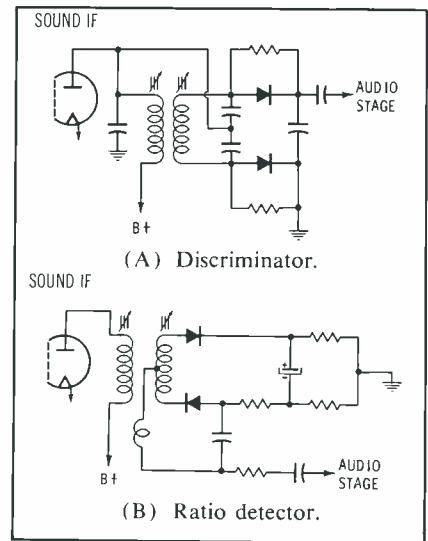 SOUND IF
AUDIO
STAGE
B+
(A) Discriminator.
SOUND IF
B+
AUDIO
STAGE
(B) Ratio detector.